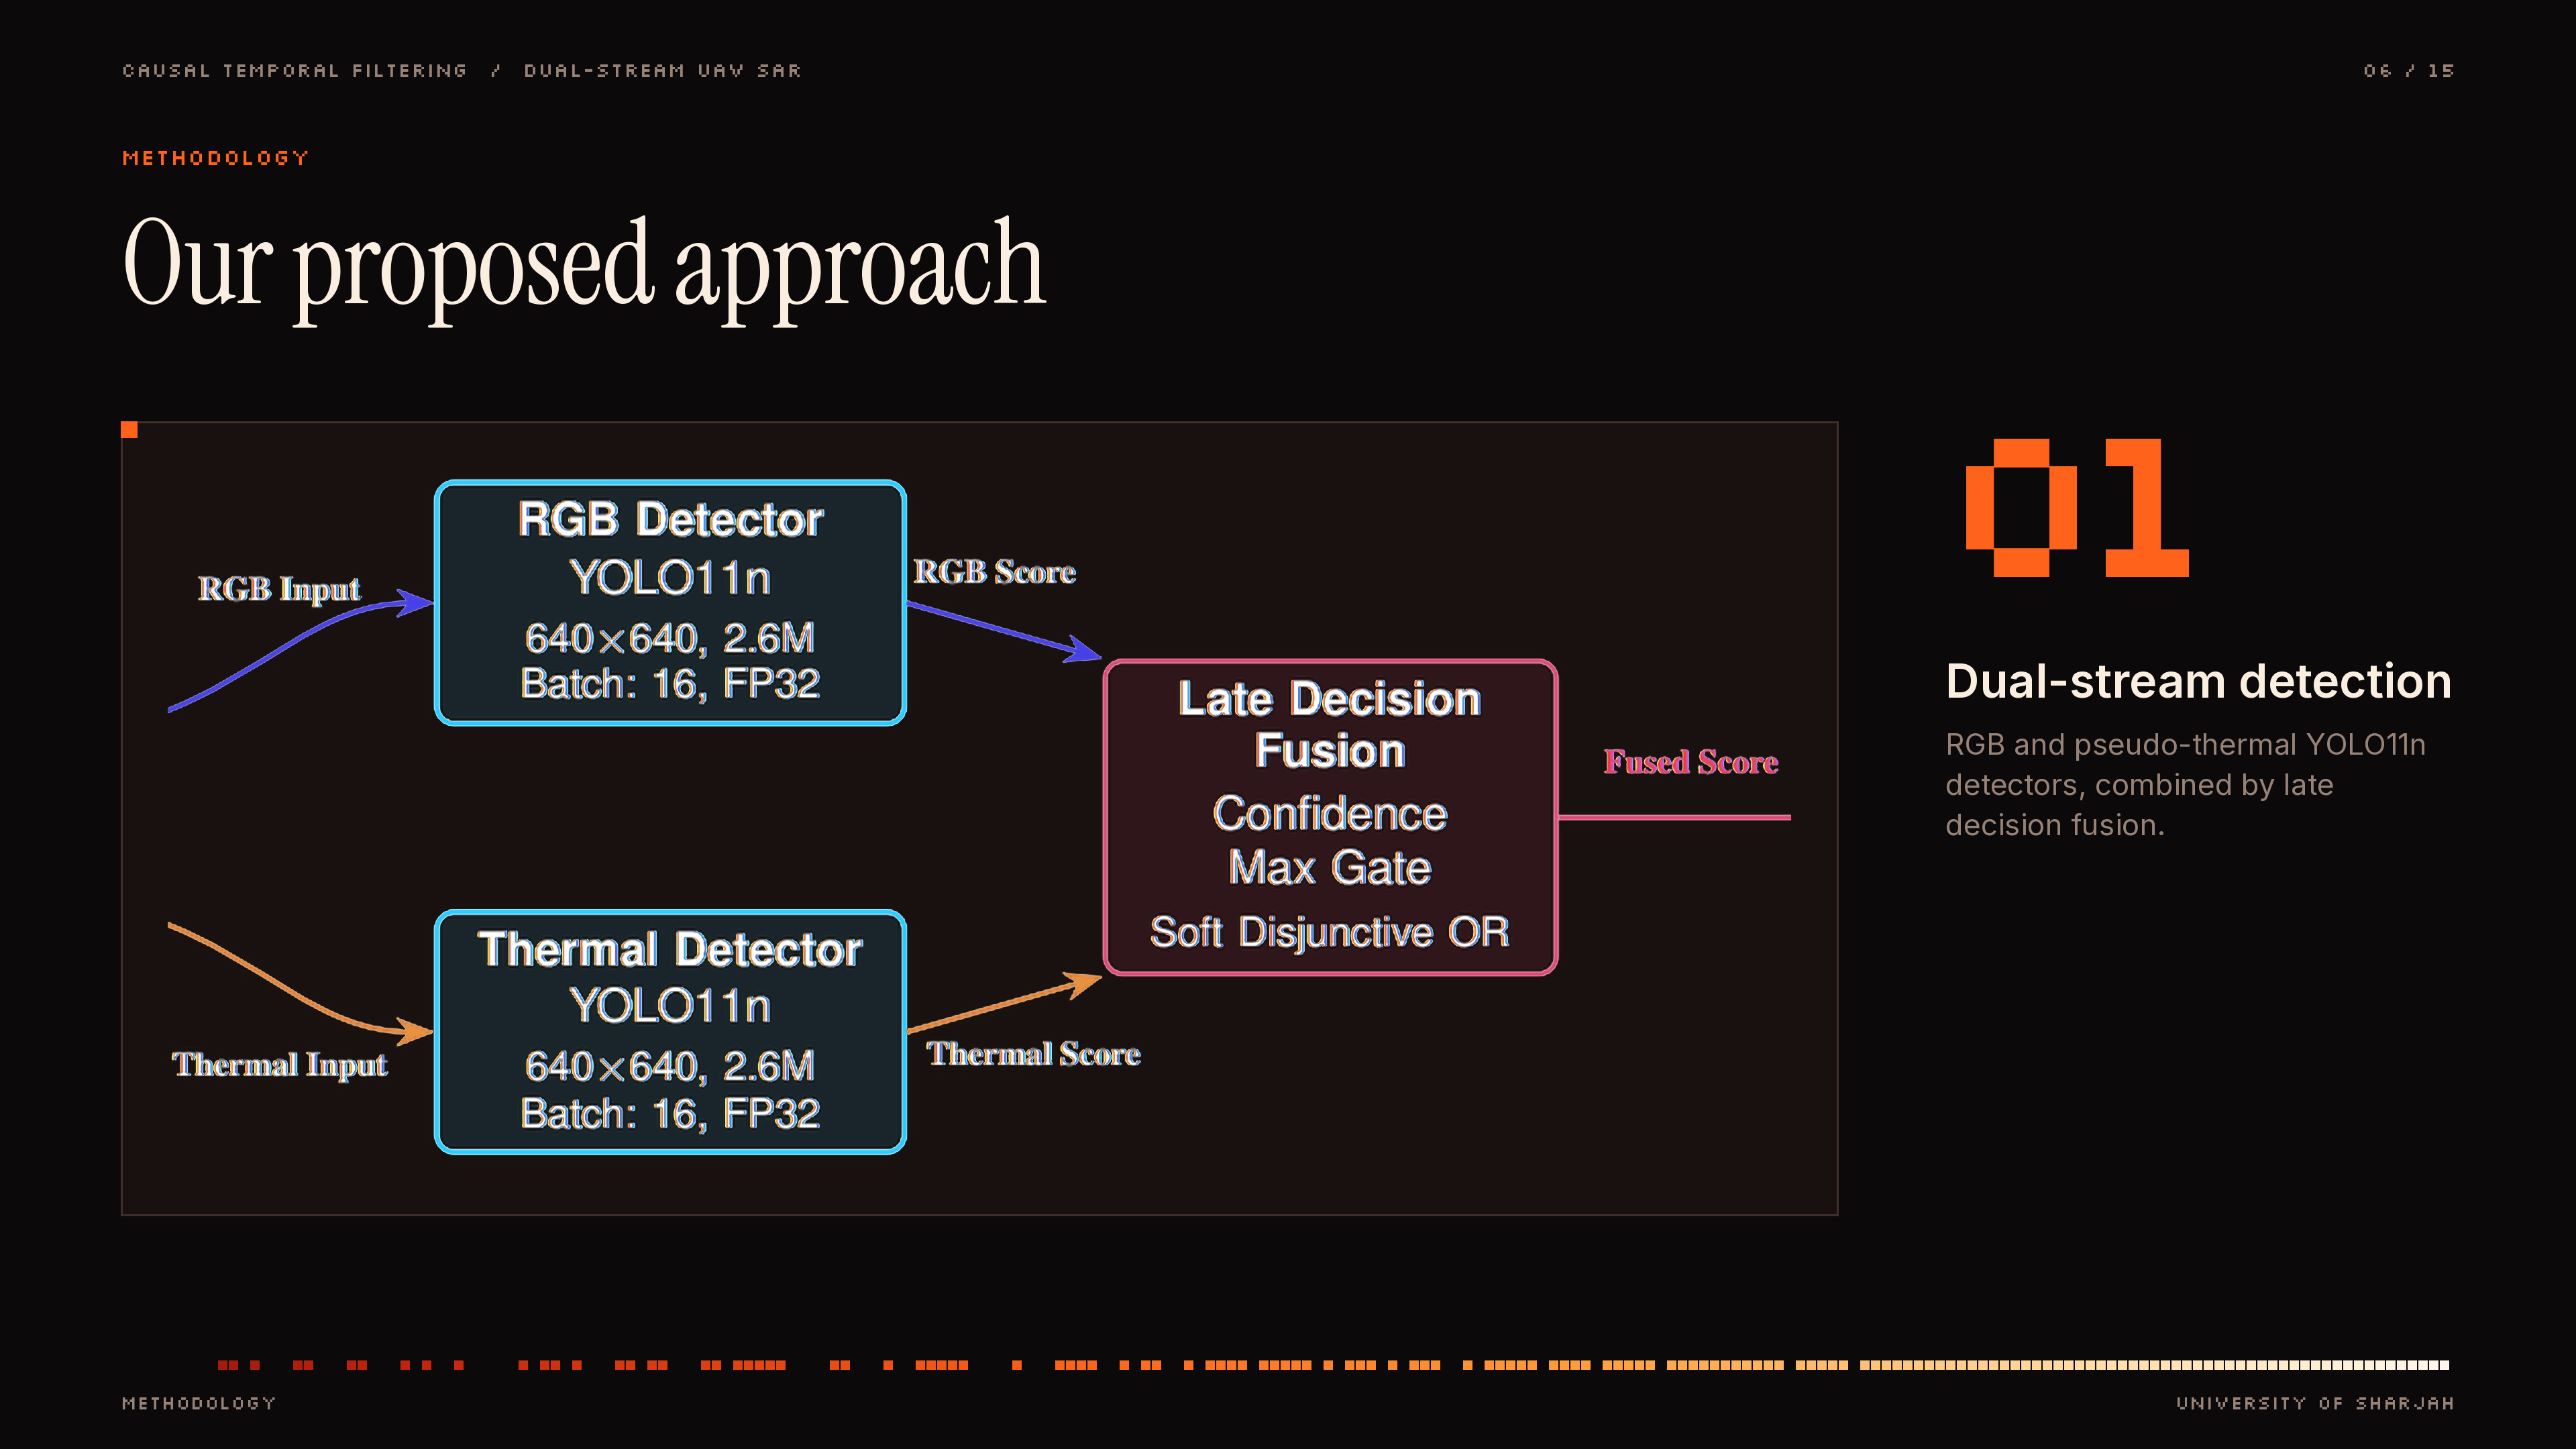 CAUSAL TEMPORAL FILTERING / DUAL-STREAM UAV SAR
06 / 15
METHODOLOGY
Our proposed approach
RGB Input
RGB Detector
YOLO11n
640×640, 2.6M
Batch: 16, FP32
RGB Score
Thermal Input
Thermal Detector
YOLO11n
640×640, 2.6M
Batch: 16, FP32
Thermal Score
Late Decision
Fusion
Confidence
Max Gate
Soft Disjunctive OR
Fused Score
01
Dual-stream detection
RGB and pseudo-thermal YOLO11n
detectors, combined by late
decision fusion.
METHODOLOGY
UNIVERSITY OF SHARJAH